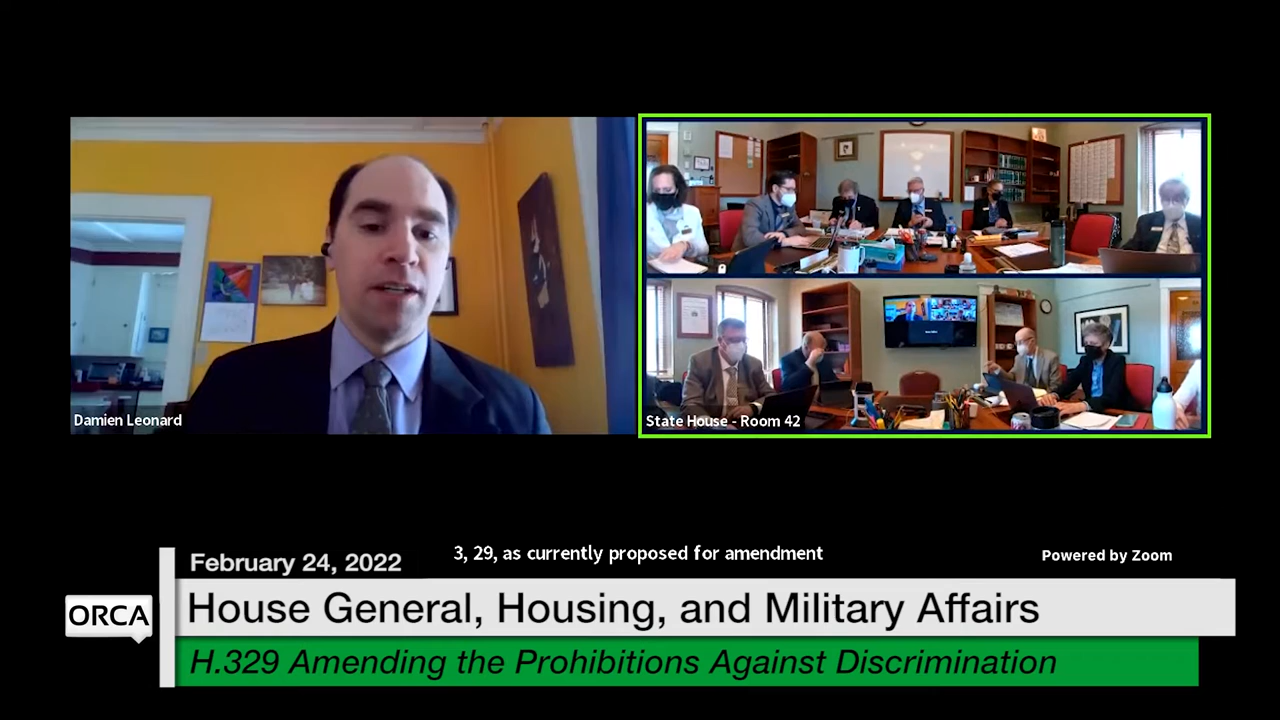 Damien Leonard
State House - Room 42
February 24, 2022
3, 29, as currently proposed for amendment
Powered by Zoom
ORCA
House General, Housing, and Military Affairs
H.329 Amending the Prohibitions Against Discrimination